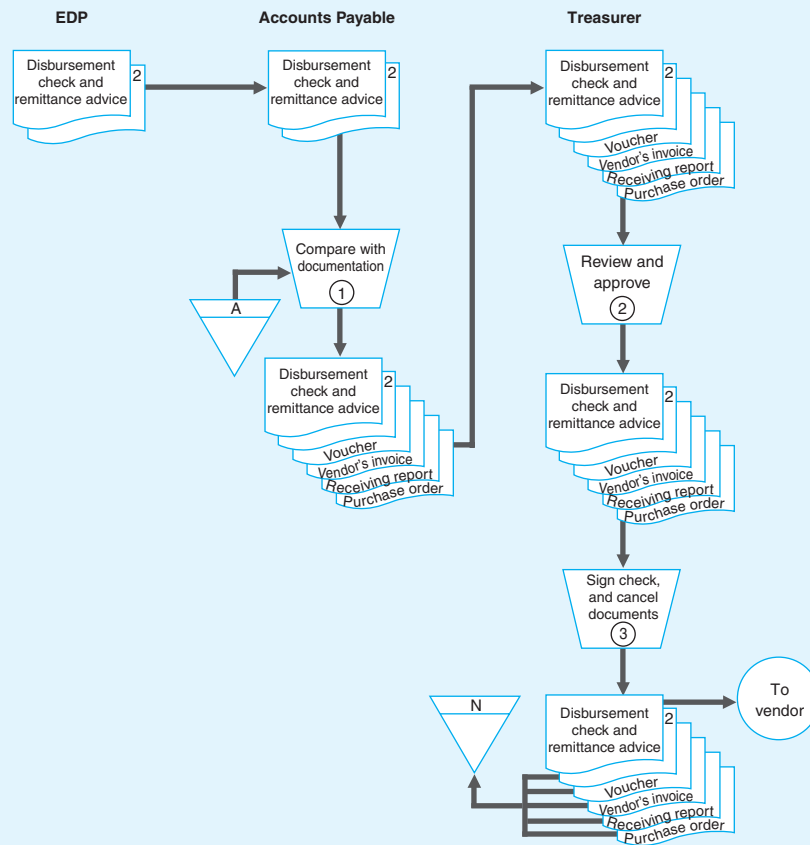 EDP
Accounts Payable
Treasurer
Disbursement
check and
remittance advice
2
Disbursement
check and
remittance advice
2
Disbursement
check and
remittance advice
2
Voucher
Vendor's invoice
Receiving report
Purchase order
Compare with
documentation
1
A
Review and
approve
2
Disbursement
check and
remittance advice
2
Voucher
Vendor's invoice
Receiving report
Purchase order
Disbursement
check and
remittance advice
2
Voucher
Vendor's invoice
Receiving report
Purchase order
Sign check,
and cancel
documents
3
N
Disbursement
check and
remittance advice
2
Voucher
Vendor's invoice
Receiving report
Purchase order
To
vendor